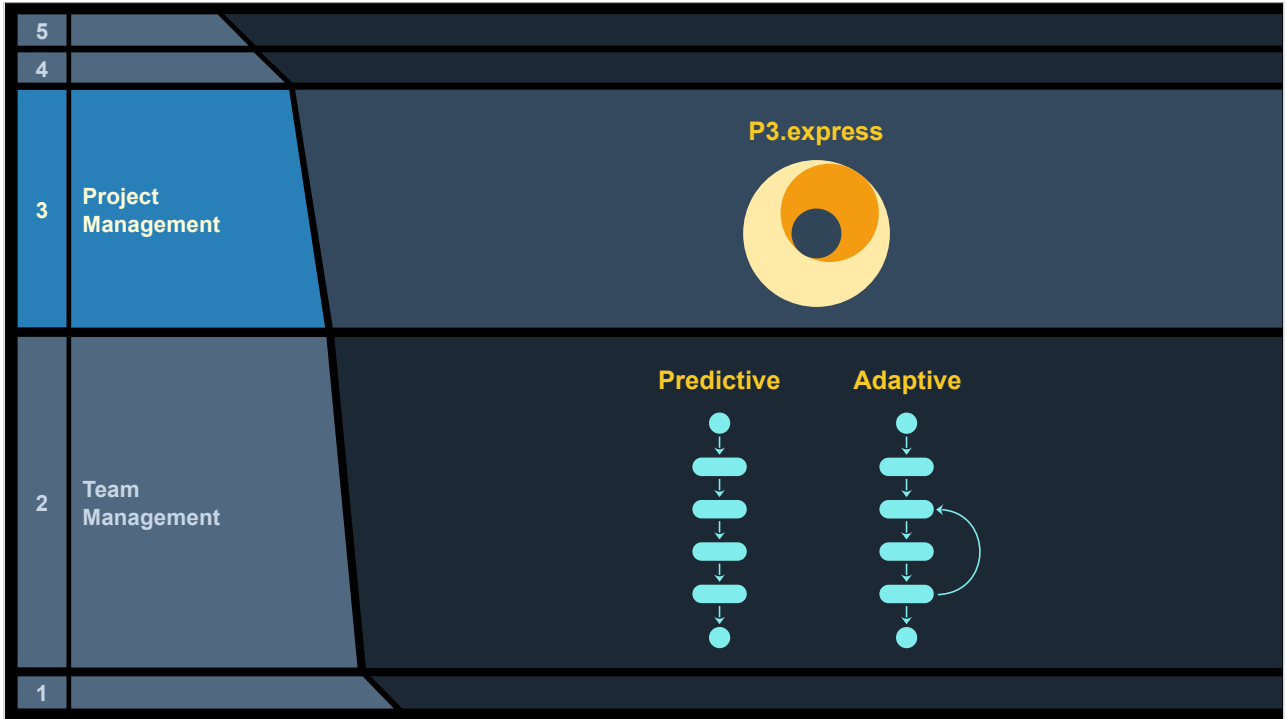 5
4
P3.express
3
Project
Management
Predictive
Adaptive
2
Team
Management
1